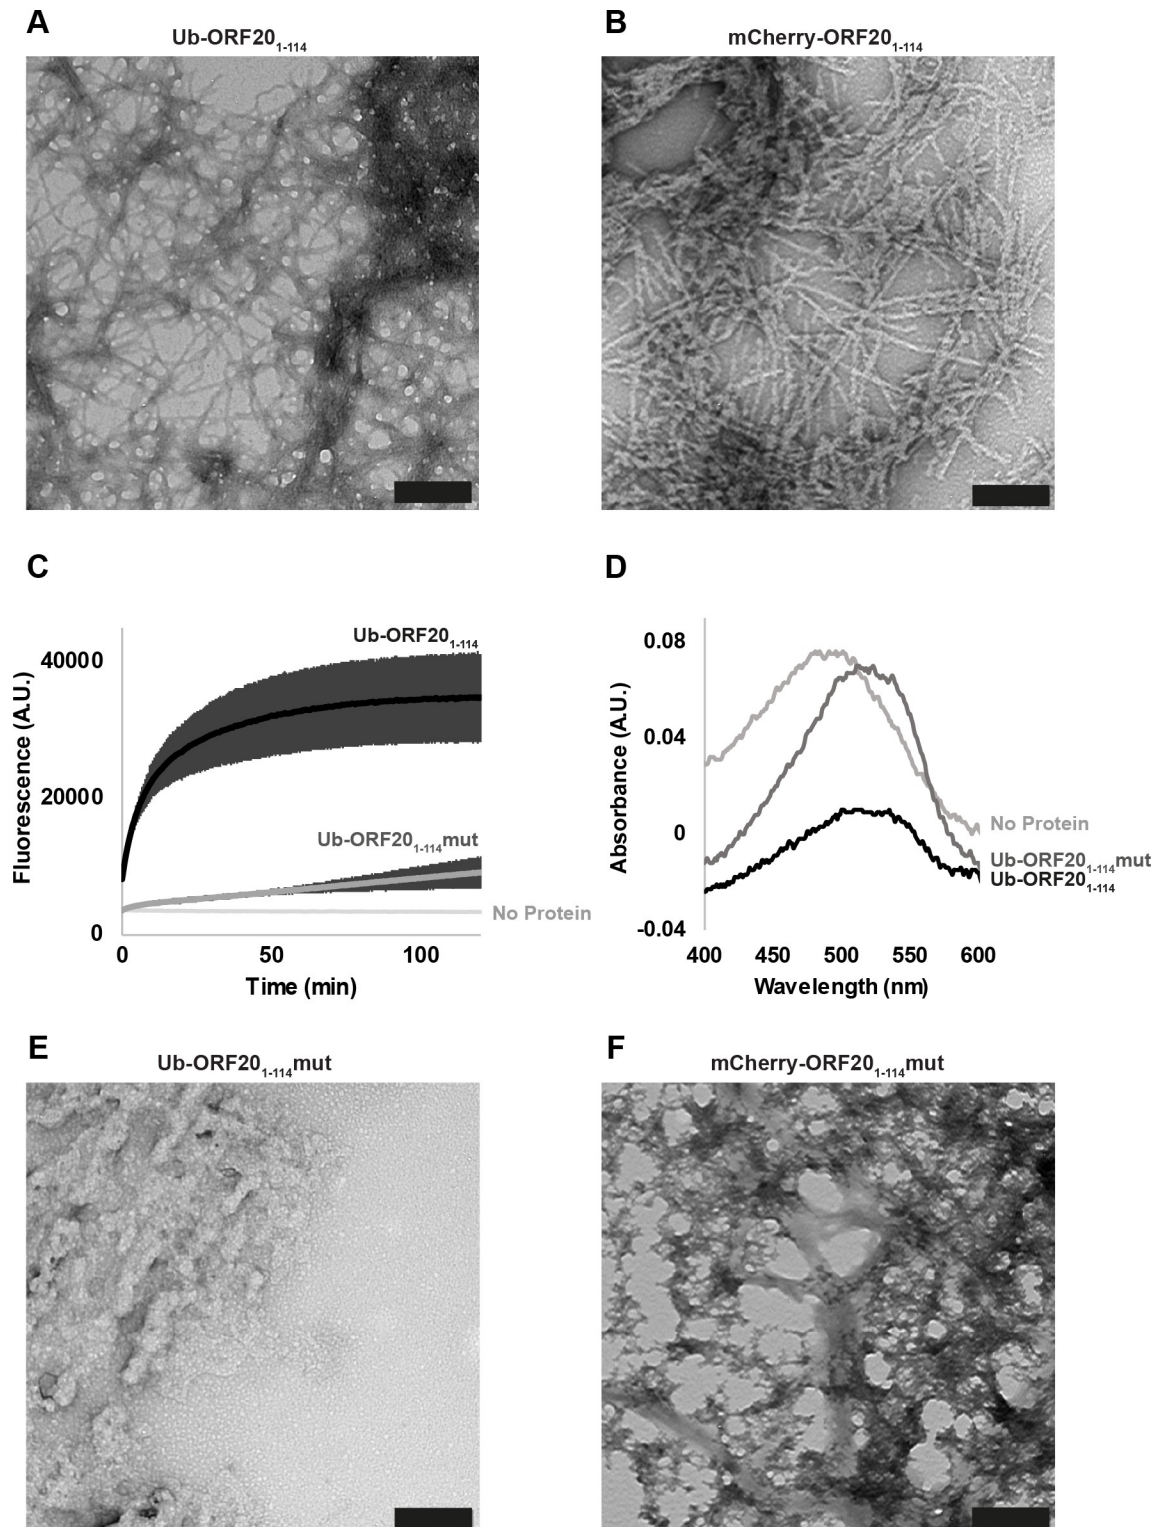 A
Ub-ORF20₁₋₁₁₄
B
mCherry-ORF20₁₋₁₁₄
C
Fluorescence (A.U.)
40000
20000
0
0
50
100
Time (min)
Ub-ORF20₁₋₁₁₄
Ub-ORF20₁₋₁₁₄mut
No Protein
D
Absorbance (A.U.)
0.08
0.04
0
-0.04
400
450
500
550
600
Wavelength (nm)
No Protein
Ub-ORF20₁₋₁₁₄mut
Ub-ORF20₁₋₁₁₄
E
Ub-ORF20₁₋₁₁₄mut
F
mCherry-ORF20₁₋₁₁₄mut